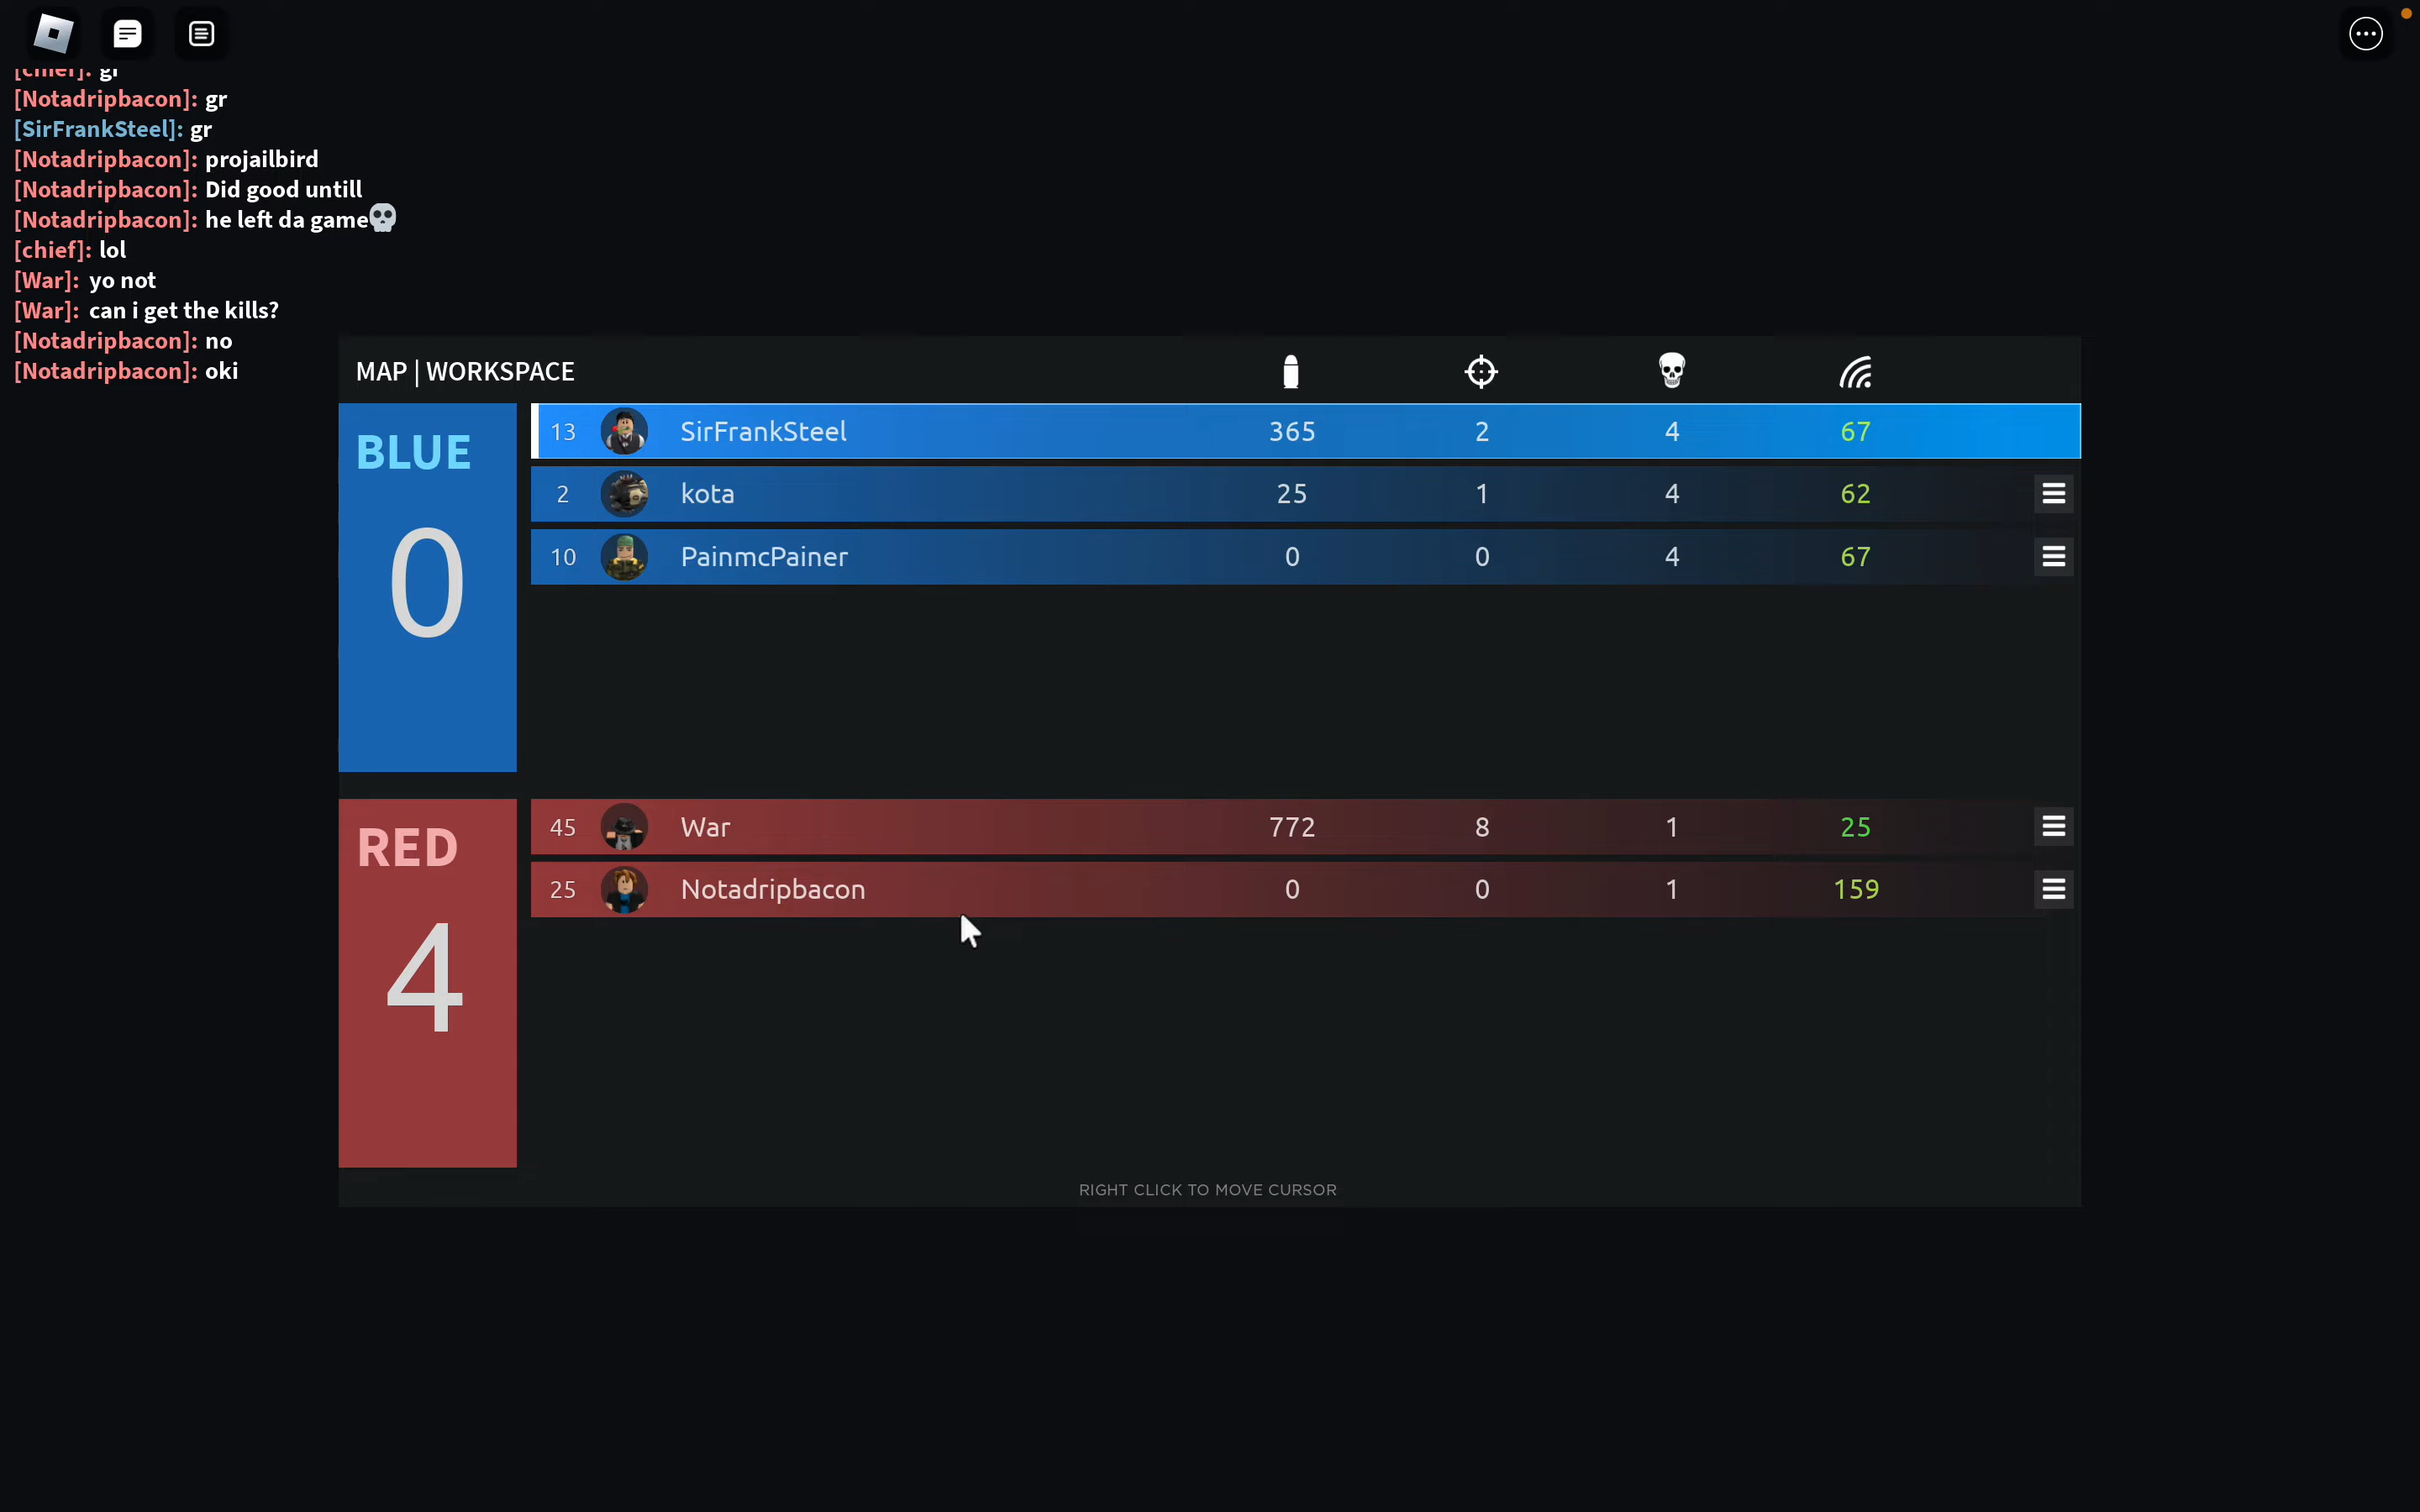 [chief]: gr
[Notadripbacon]: gr
[SirFrankSteel]: gr
[Notadripbacon]: projailbird
[Notadripbacon]: Did good untill
[Notadripbacon]: he left da game💀
[chief]: lol
[War]: yo not
[War]: can i get the kills?
[Notadripbacon]: no
[Notadripbacon]: oki
MAP | WORKSPACE
BLUE
0
13 SirFrankSteel 365 2 4 67
2 kota 25 1 4 62
10 PainmcPainer 0 0 4 67
RED
4
45 War 772 8 1 25
25 Notadripbacon 0 0 1 159
RIGHT CLICK TO MOVE CURSOR